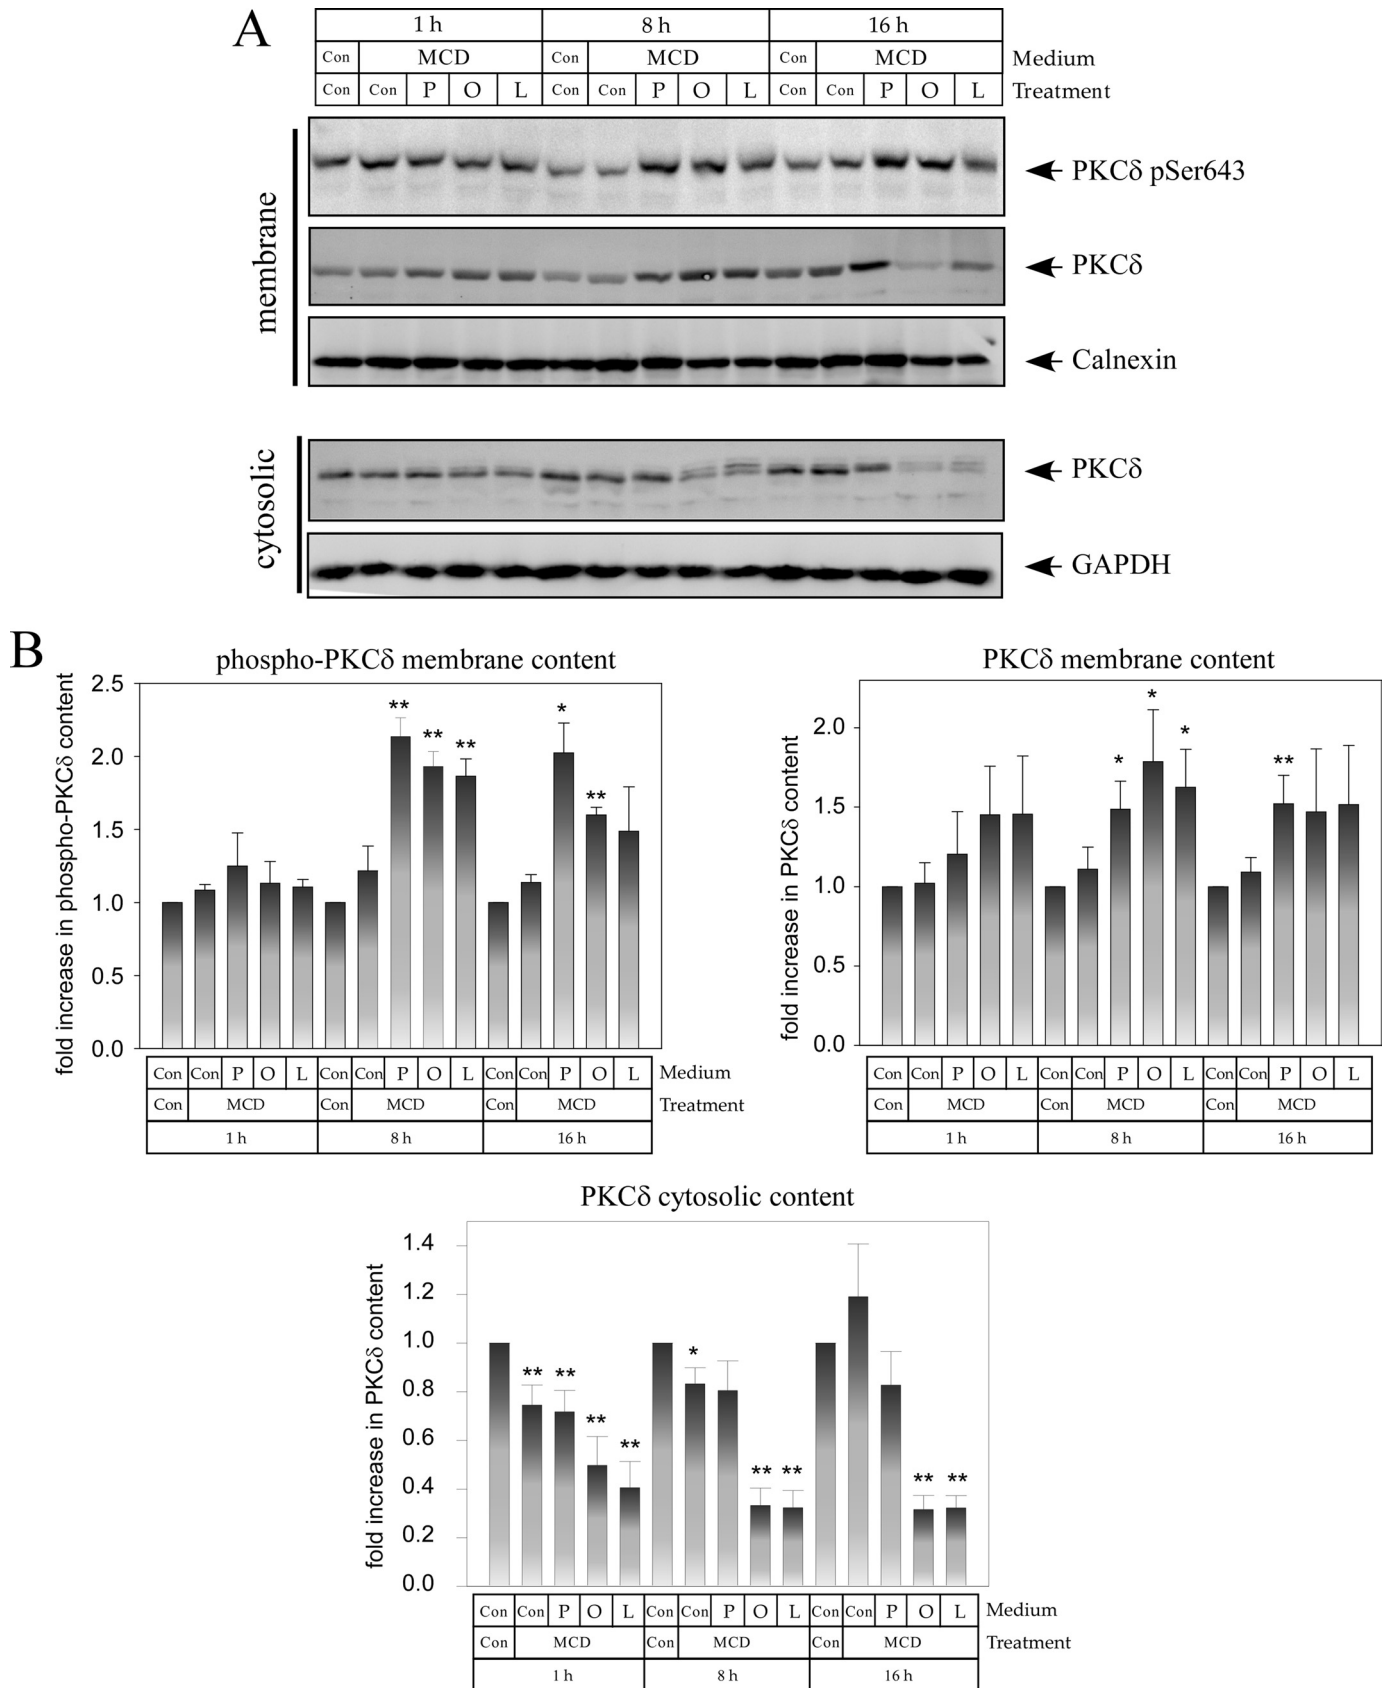 A
1 h 8 h 16 h
Con MCD Con MCD Con MCD Medium
Con Con P O L Con Con P O L Con Con P O L Treatment
membrane
PKCδ pSer643
PKCδ
Calnexin
cytosolic
PKCδ
GAPDH
B
phospho-PKCδ membrane content
fold increase in phospho-PKCδ content
2.5
2.0
1.5
1.0
0.5
0.0
** ** ** * **
Con Con P O L Con Con P O L Con Con P O L Medium
Con MCD Con MCD Con MCD Treatment
1 h 8 h 16 h
PKCδ membrane content
fold increase in PKCδ content
2.0
1.5
1.0
0.5
0.0
* * * **
Con Con P O L Con Con P O L Con Con P O L
Con MCD Con MCD Con MCD
1 h 8 h 16 h
PKCδ cytosolic content
fold increase in PKCδ content
1.4
1.2
1.0
0.8
0.6
0.4
0.2
0.0
** ** ** ** * ** ** ** **
Con Con P O L Con Con P O L Con Con P O L Medium
Con MCD Con MCD Con MCD Treatment
1 h 8 h 16 h